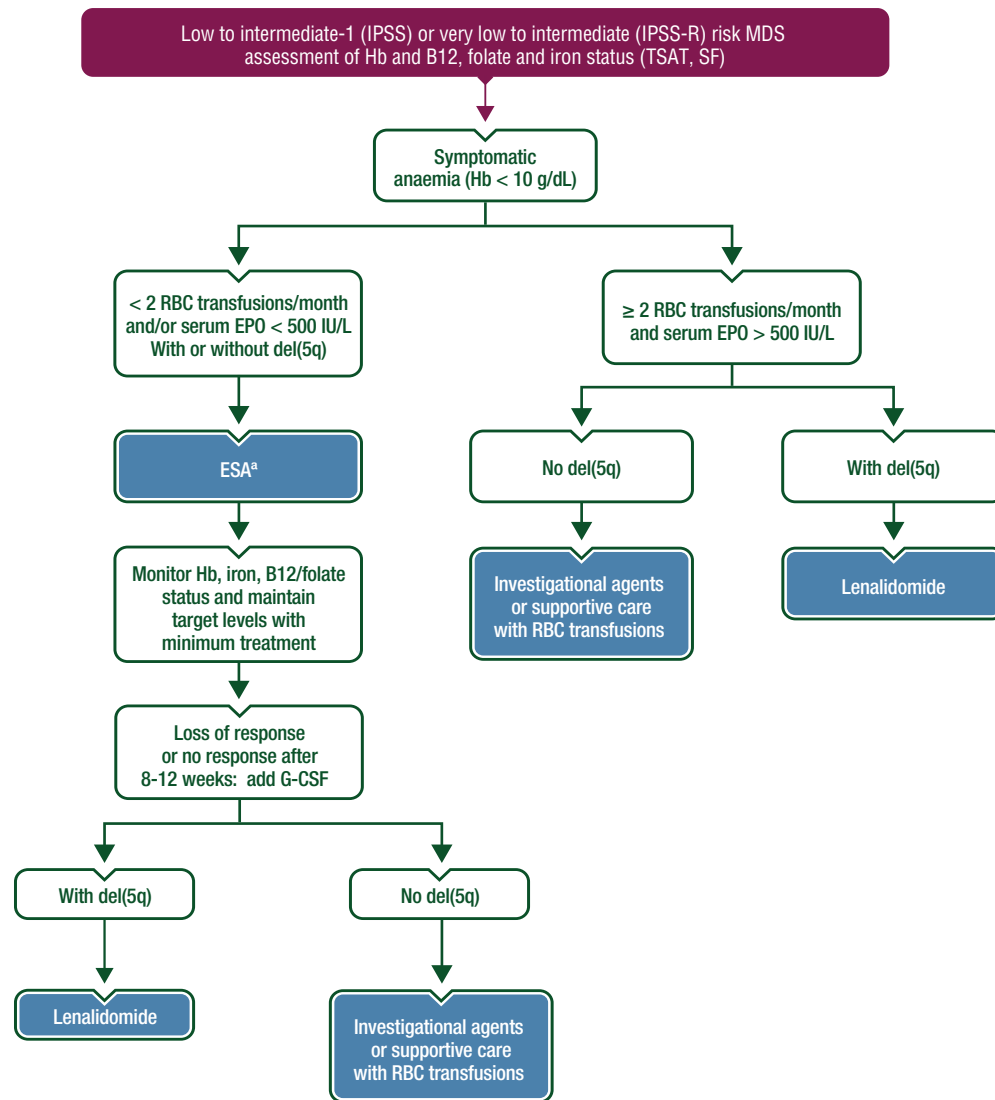 Low to intermediate-1 (IPSS) or very low to intermediate (IPSS-R) risk MDS
assessment of Hb and B12, folate and iron status (TSAT, SF)
Symptomatic
anaemia (Hb < 10 g/dL)
< 2 RBC transfusions/month
and/or serum EPO < 500 IU/L
With or without del(5q)
≥ 2 RBC transfusions/month
and serum EPO > 500 IU/L
ESAᵃ
No del(5q)
With del(5q)
Monitor Hb, iron, B12/folate
status and maintain
target levels with
minimum treatment
Investigational agents
or supportive care
with RBC transfusions
Lenalidomide
Loss of response
or no response after
8-12 weeks: add G-CSF
With del(5q)
No del(5q)
Lenalidomide
Investigational agents
or supportive care
with RBC transfusions